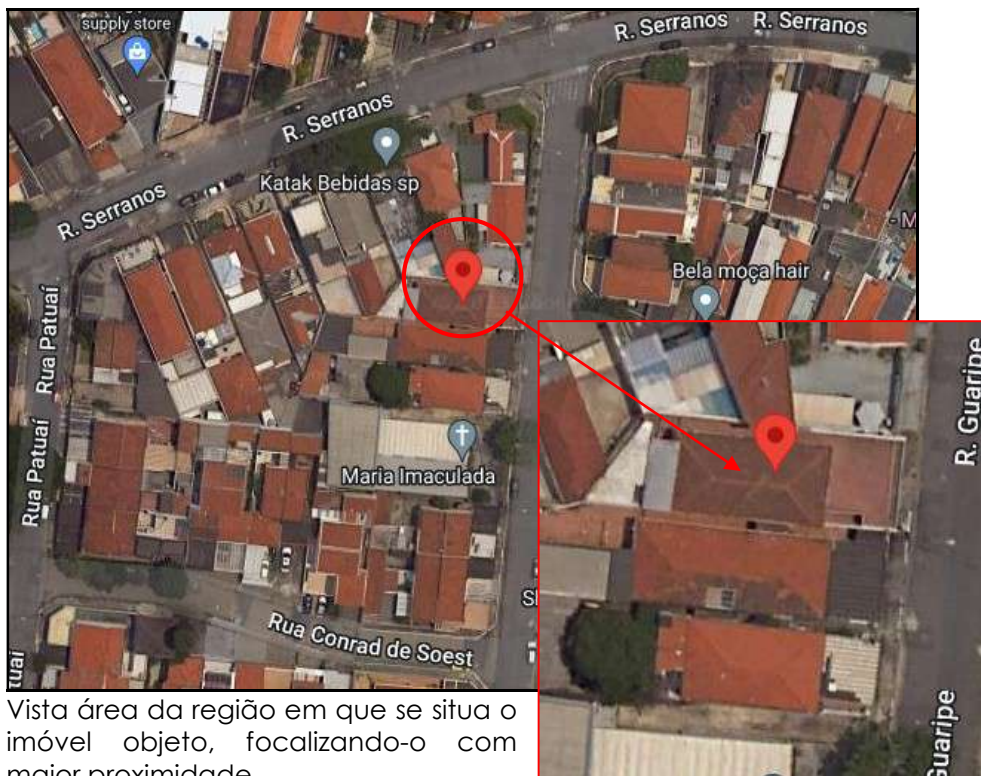 supply store
R. Serranos
R. Serranos
R. Serranos
Katak Bebidas sp
R. Serranos
- M
Bela moça hair
Rua Patuaí
Rua Patuaí
Maria Imaculada
Rua Conrad de Soest
tuaí
R. Guaripe
Guaripe
Vista área da região em que se situa o
imóvel objeto, focalizando-o com
maior proximidade